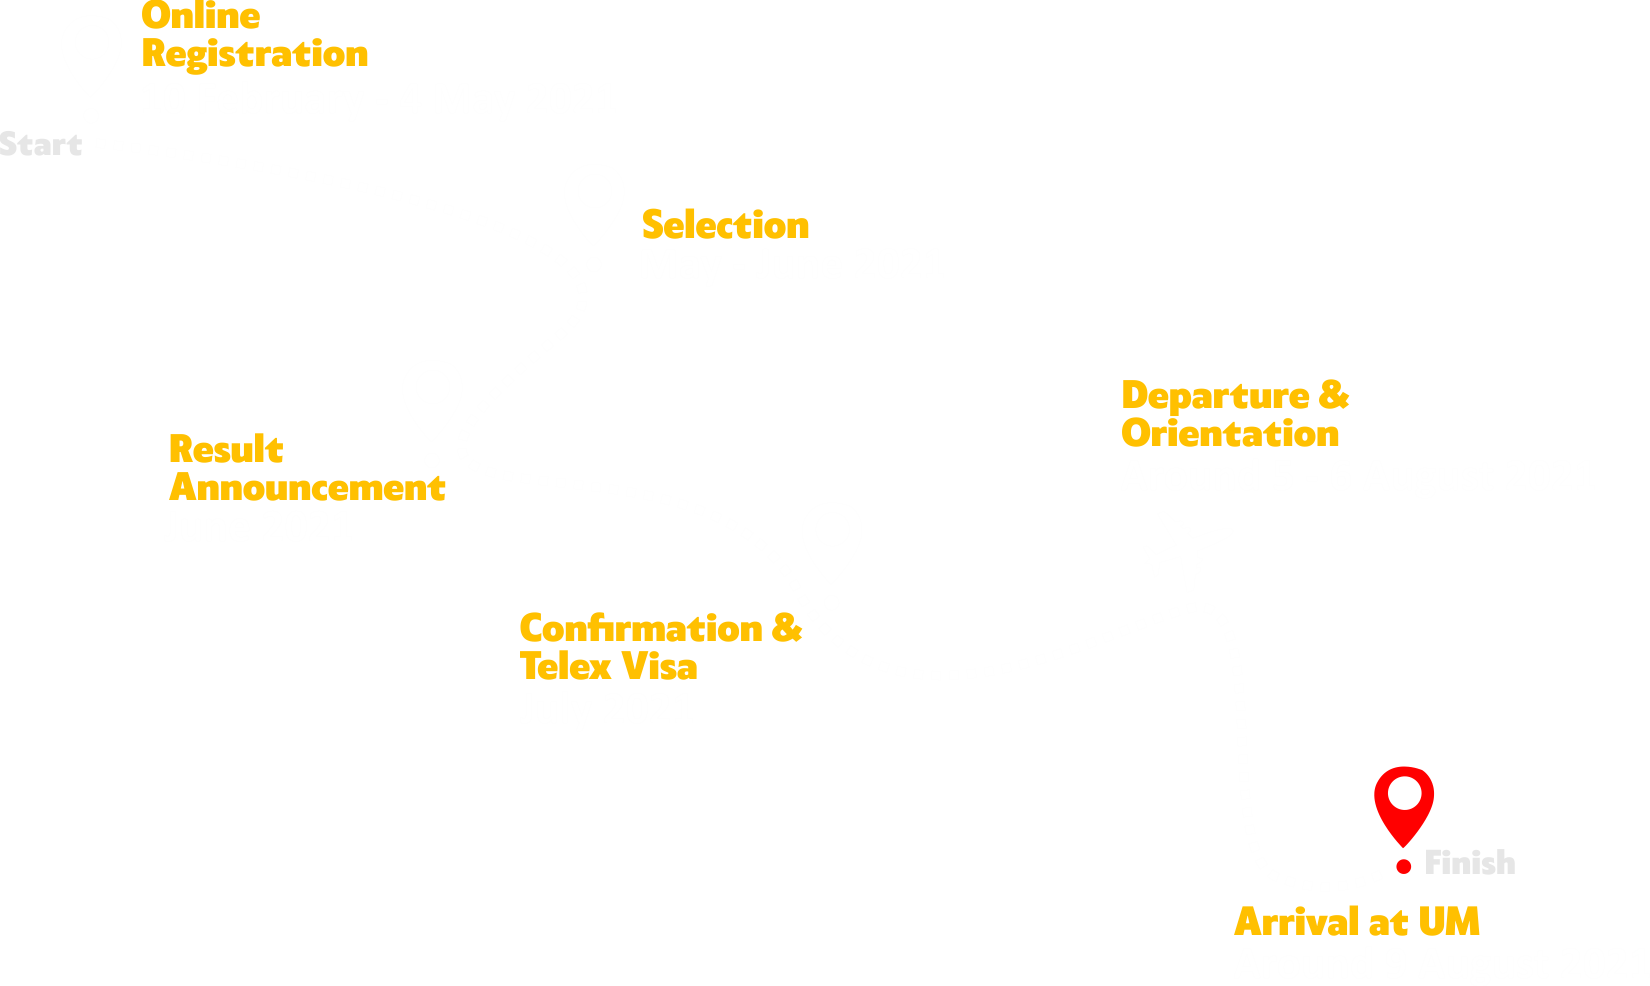 Online
Registration
Start
Selection
Departure &
Orientation
Result
Announcement
Confirmation &
Telex Visa
Finish
Arrival at UM